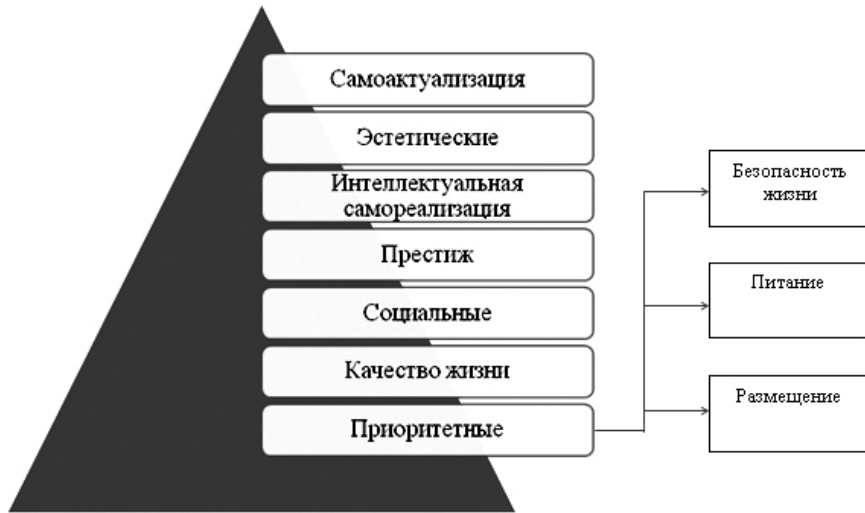 Самоактуализация
Эстетические
Интеллектуальная
самореализация
Престиж
Социальные
Качество жизни
Приоритетные
Безопасность
жизни
Питание
Размещение